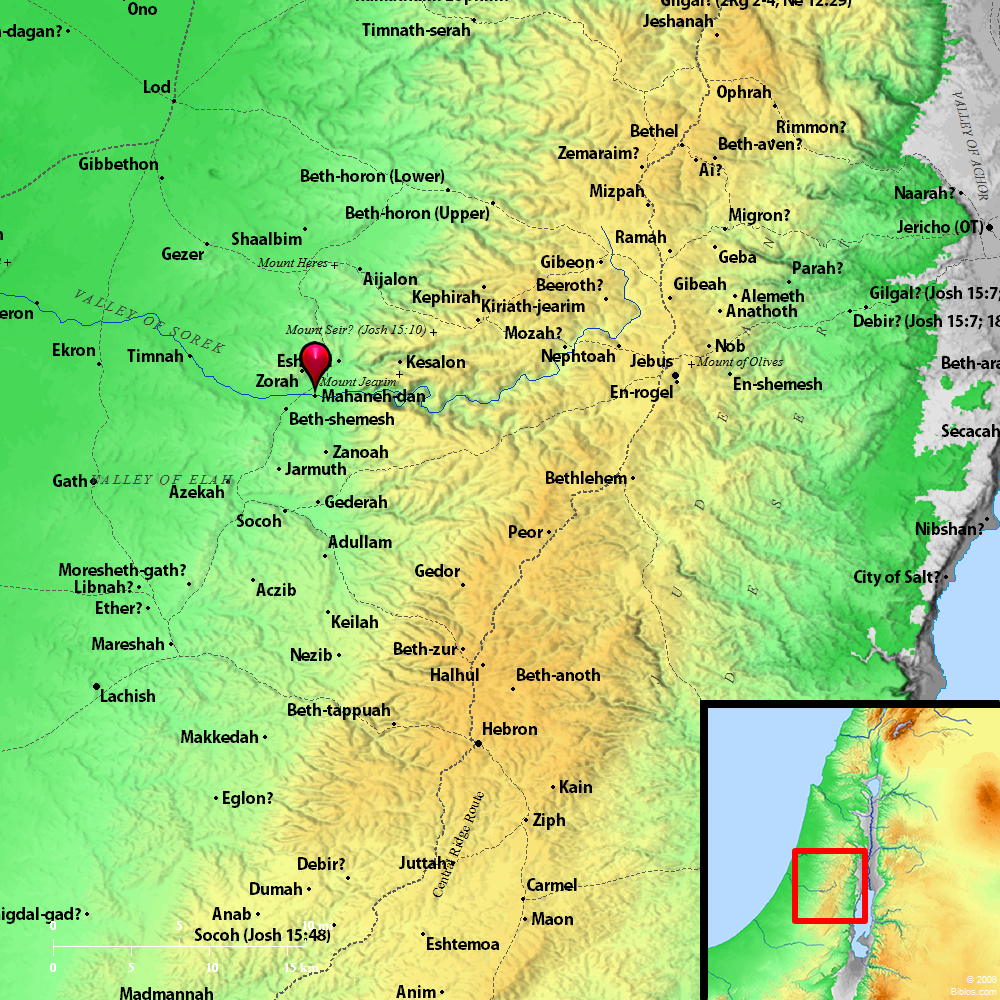 Gilgal? (2Kg 2-4, Ne 12:29)
Ono
Jeshanah
Timnath-serah
-dagan?
Lod
Ophrah
VALLEY OF ACHOR
Rimmon?
Bethel
Beth-aven?
Zemaraim?
Gibbethon
Ai?
Beth-horon (Lower)
Mizpah
Naarah?
Beth-horon (Upper)
Migron?
Jericho (OT)
Shaalbim
Ramah
Gezer
Geba
Mount Heres
Gibeon
Parah?
Aijalon
Beeroth?
Gibeah
Gilgal? (Josh 15:7;
Kephirah
Alemeth
Kiriath-jearim
Anathoth
eron
VALLEY OF SOREK
Debir? (Josh 15:7; 18
Mount Seir? (Josh 15:10)
Mozah?
Nob
Ekron
Timnah
Nephtoah
Esh
Kesalon
Jebus
Mount of Olives
Beth-ara
Zorah
Mount Jearim
En-shemesh
Mahaneh-dan
En-rogel
Beth-shemesh
Secacah
Zanoah
Jarmuth
Gath
VALLEY OF ELAH
Azekah
Bethlehem
Gederah
Socoh
Nibshan?
Peor
Adullam
Moresheth-gath?
Gedor
City of Salt?
Libnah?
Aczib
Ether?
Keilah
Mareshah
Beth-zur
Nezib
Halhul
Beth-anoth
Lachish
Beth-tappuah
Makkedah
Hebron
Kain
Eglon?
Ziph
Central Ridge Route
Debir?
Juttah
Dumah
Carmel
igdal-gad?
Anab
Maon
0
5
Socoh (Josh 15:48)
Eshtemoa
0
5
10
15 km
Madmannah
Anim
© 2008
Biblos.com